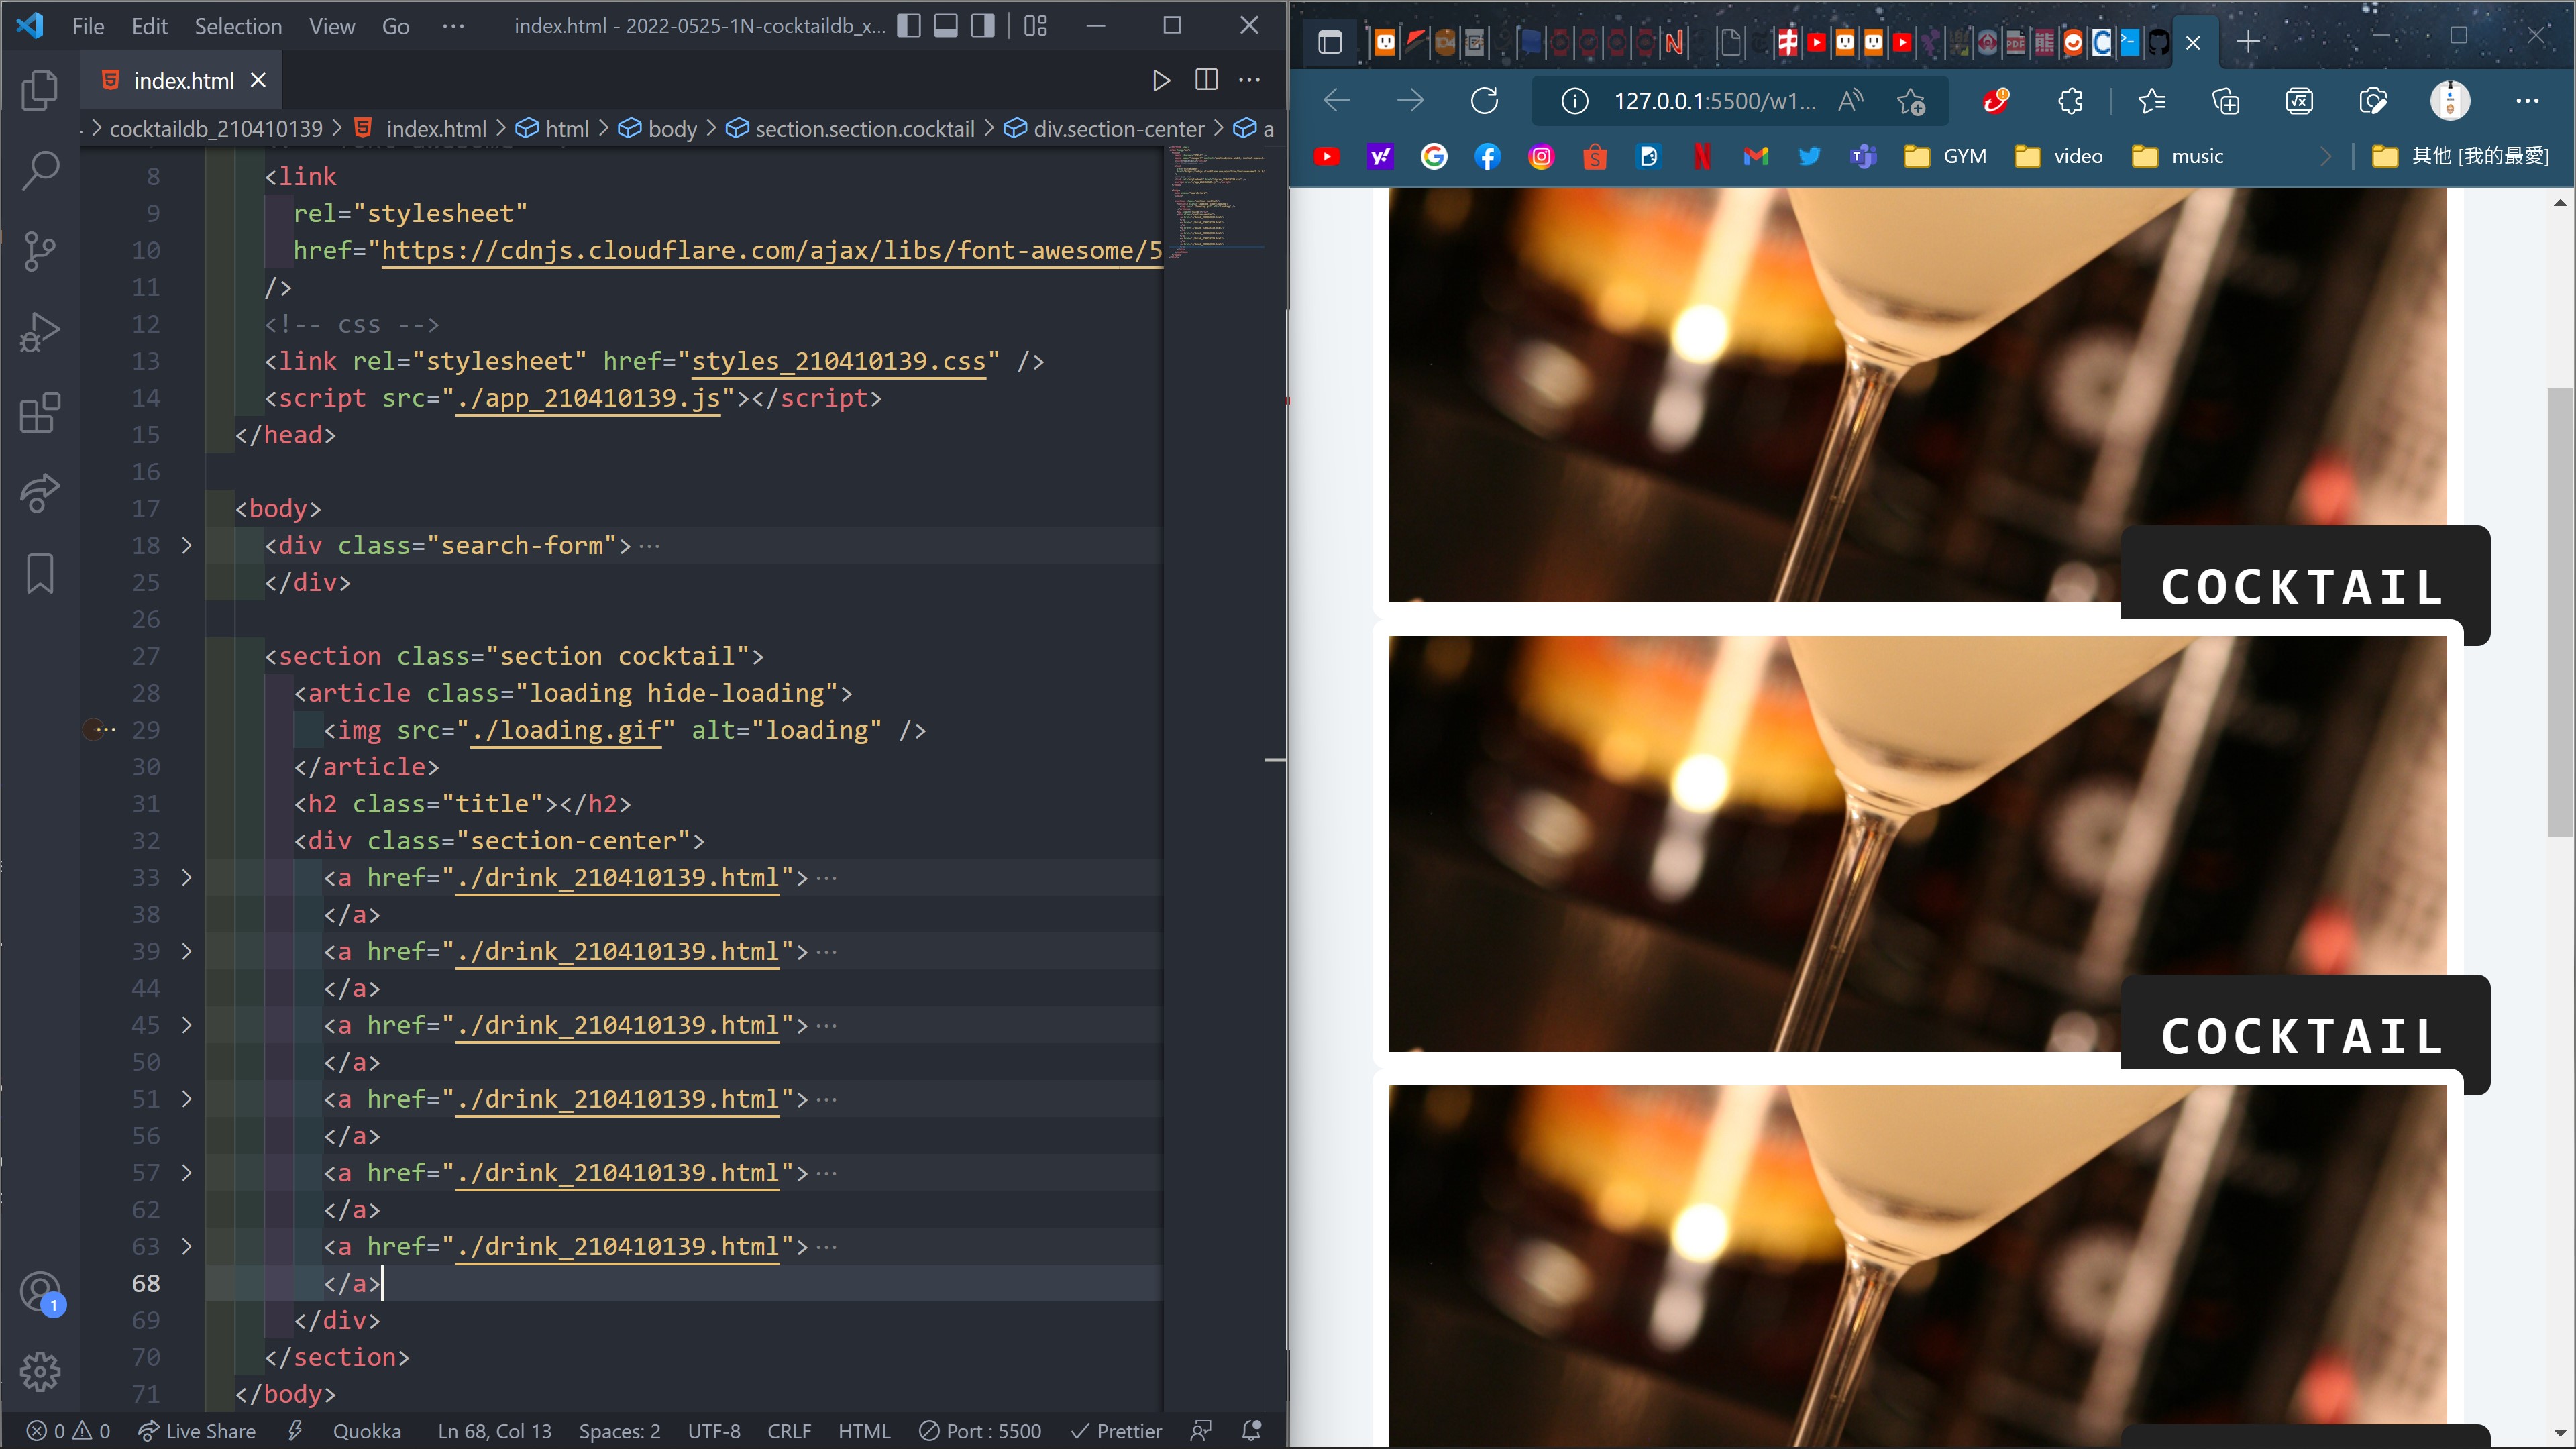 File Edit Selection View Go ··· index.html - 2022-0525-1N-cocktaildb_x...
index.html
cocktaildb_210410139 > index.html > html > body > section.section.cocktail > div.section-center > a
8 <link
9 rel="stylesheet"
10 href="https://cdnjs.cloudflare.com/ajax/libs/font-awesome/5
11 />
12 <!-- css -->
13 <link rel="stylesheet" href="styles_210410139.css" />
14 <script src="./app_210410139.js"></script>
15 </head>
16
17 <body>
18 <div class="search-form">···
25 </div>
26
27 <section class="section cocktail">
28 <article class="loading hide-loading">
29 <img src="./loading.gif" alt="loading" />
30 </article>
31 <h2 class="title"></h2>
32 <div class="section-center">
33 <a href="./drink_210410139.html">···
38 </a>
39 <a href="./drink_210410139.html">···
44 </a>
45 <a href="./drink_210410139.html">···
50 </a>
51 <a href="./drink_210410139.html">···
56 </a>
57 <a href="./drink_210410139.html">···
62 </a>
63 <a href="./drink_210410139.html">···
68 </a>
69 </div>
70 </section>
71 </body>
1
0 0 Live Share Quokka Ln 68, Col 13 Spaces: 2 UTF-8 CRLF HTML Port : 5500 Prettier
127.0.0.1:5500/w1...
GYM video music 其他 [我的最愛]
COCKTAIL
COCKTAIL